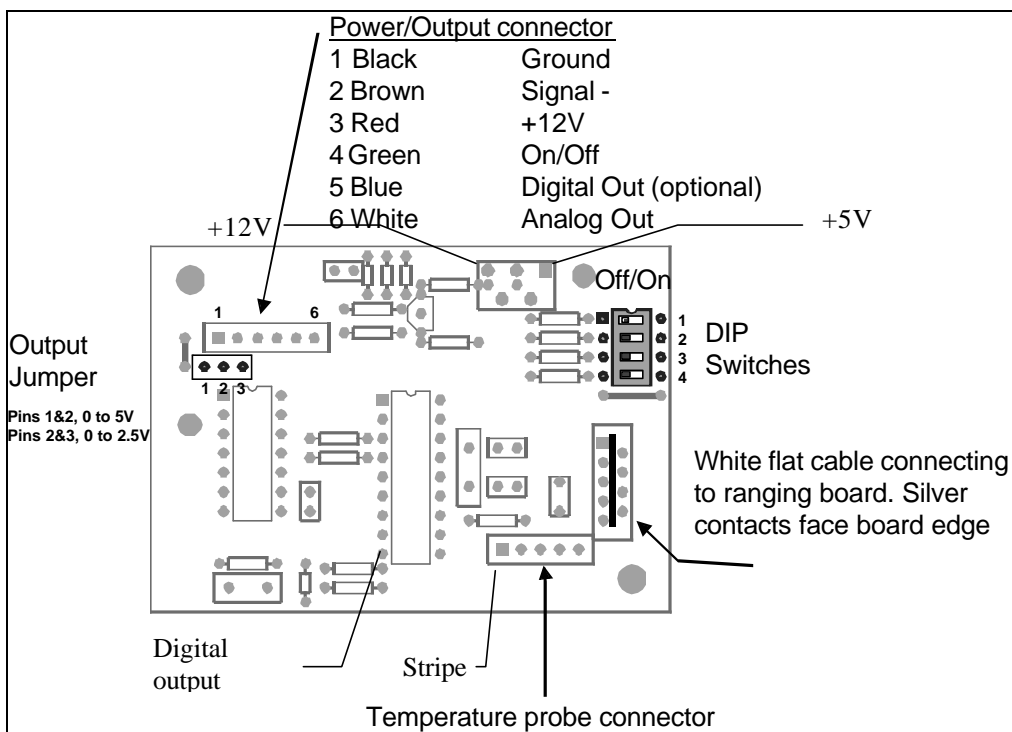 Power/Output connector
1 Black Ground
2 Brown Signal -
3 Red +12V
4 Green On/Off
5 Blue Digital Out (optional)
6 White Analog Out
+12V
+5V
Off/On
1 6
1
2
3
4
DIP
Switches
Output
Jumper
1 2 3
Pins 1&2, 0 to 5V
Pins 2&3, 0 to 2.5V
White flat cable connecting
to ranging board. Silver
contacts face board edge
Digital
output
Stripe
Temperature probe connector